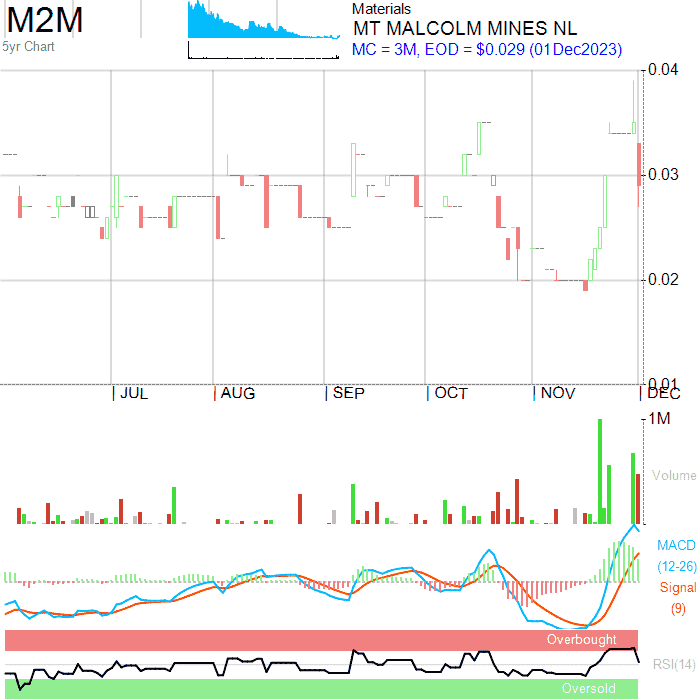 M2M
5yr Chart
Materials
MT MALCOLM MINES NL
MC = 3M, EOD = $0.029 (01Dec2023)
0.04
0.03
0.02
0.01
JUL AUG SEP OCT NOV DEC
1M
Volume
MACD
(12-26)
Signal
(9)
Overbought
RSI(14)
Oversold